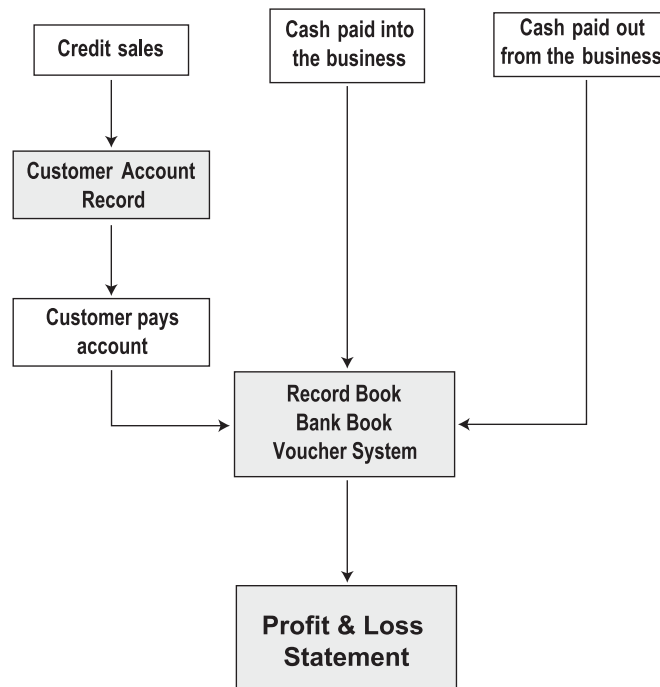 Credit sales
Cash paid into
the business
Cash paid out
from the business
Customer Account
Record
Customer pays
account
Record Book
Bank Book
Voucher System
Profit & Loss
Statement